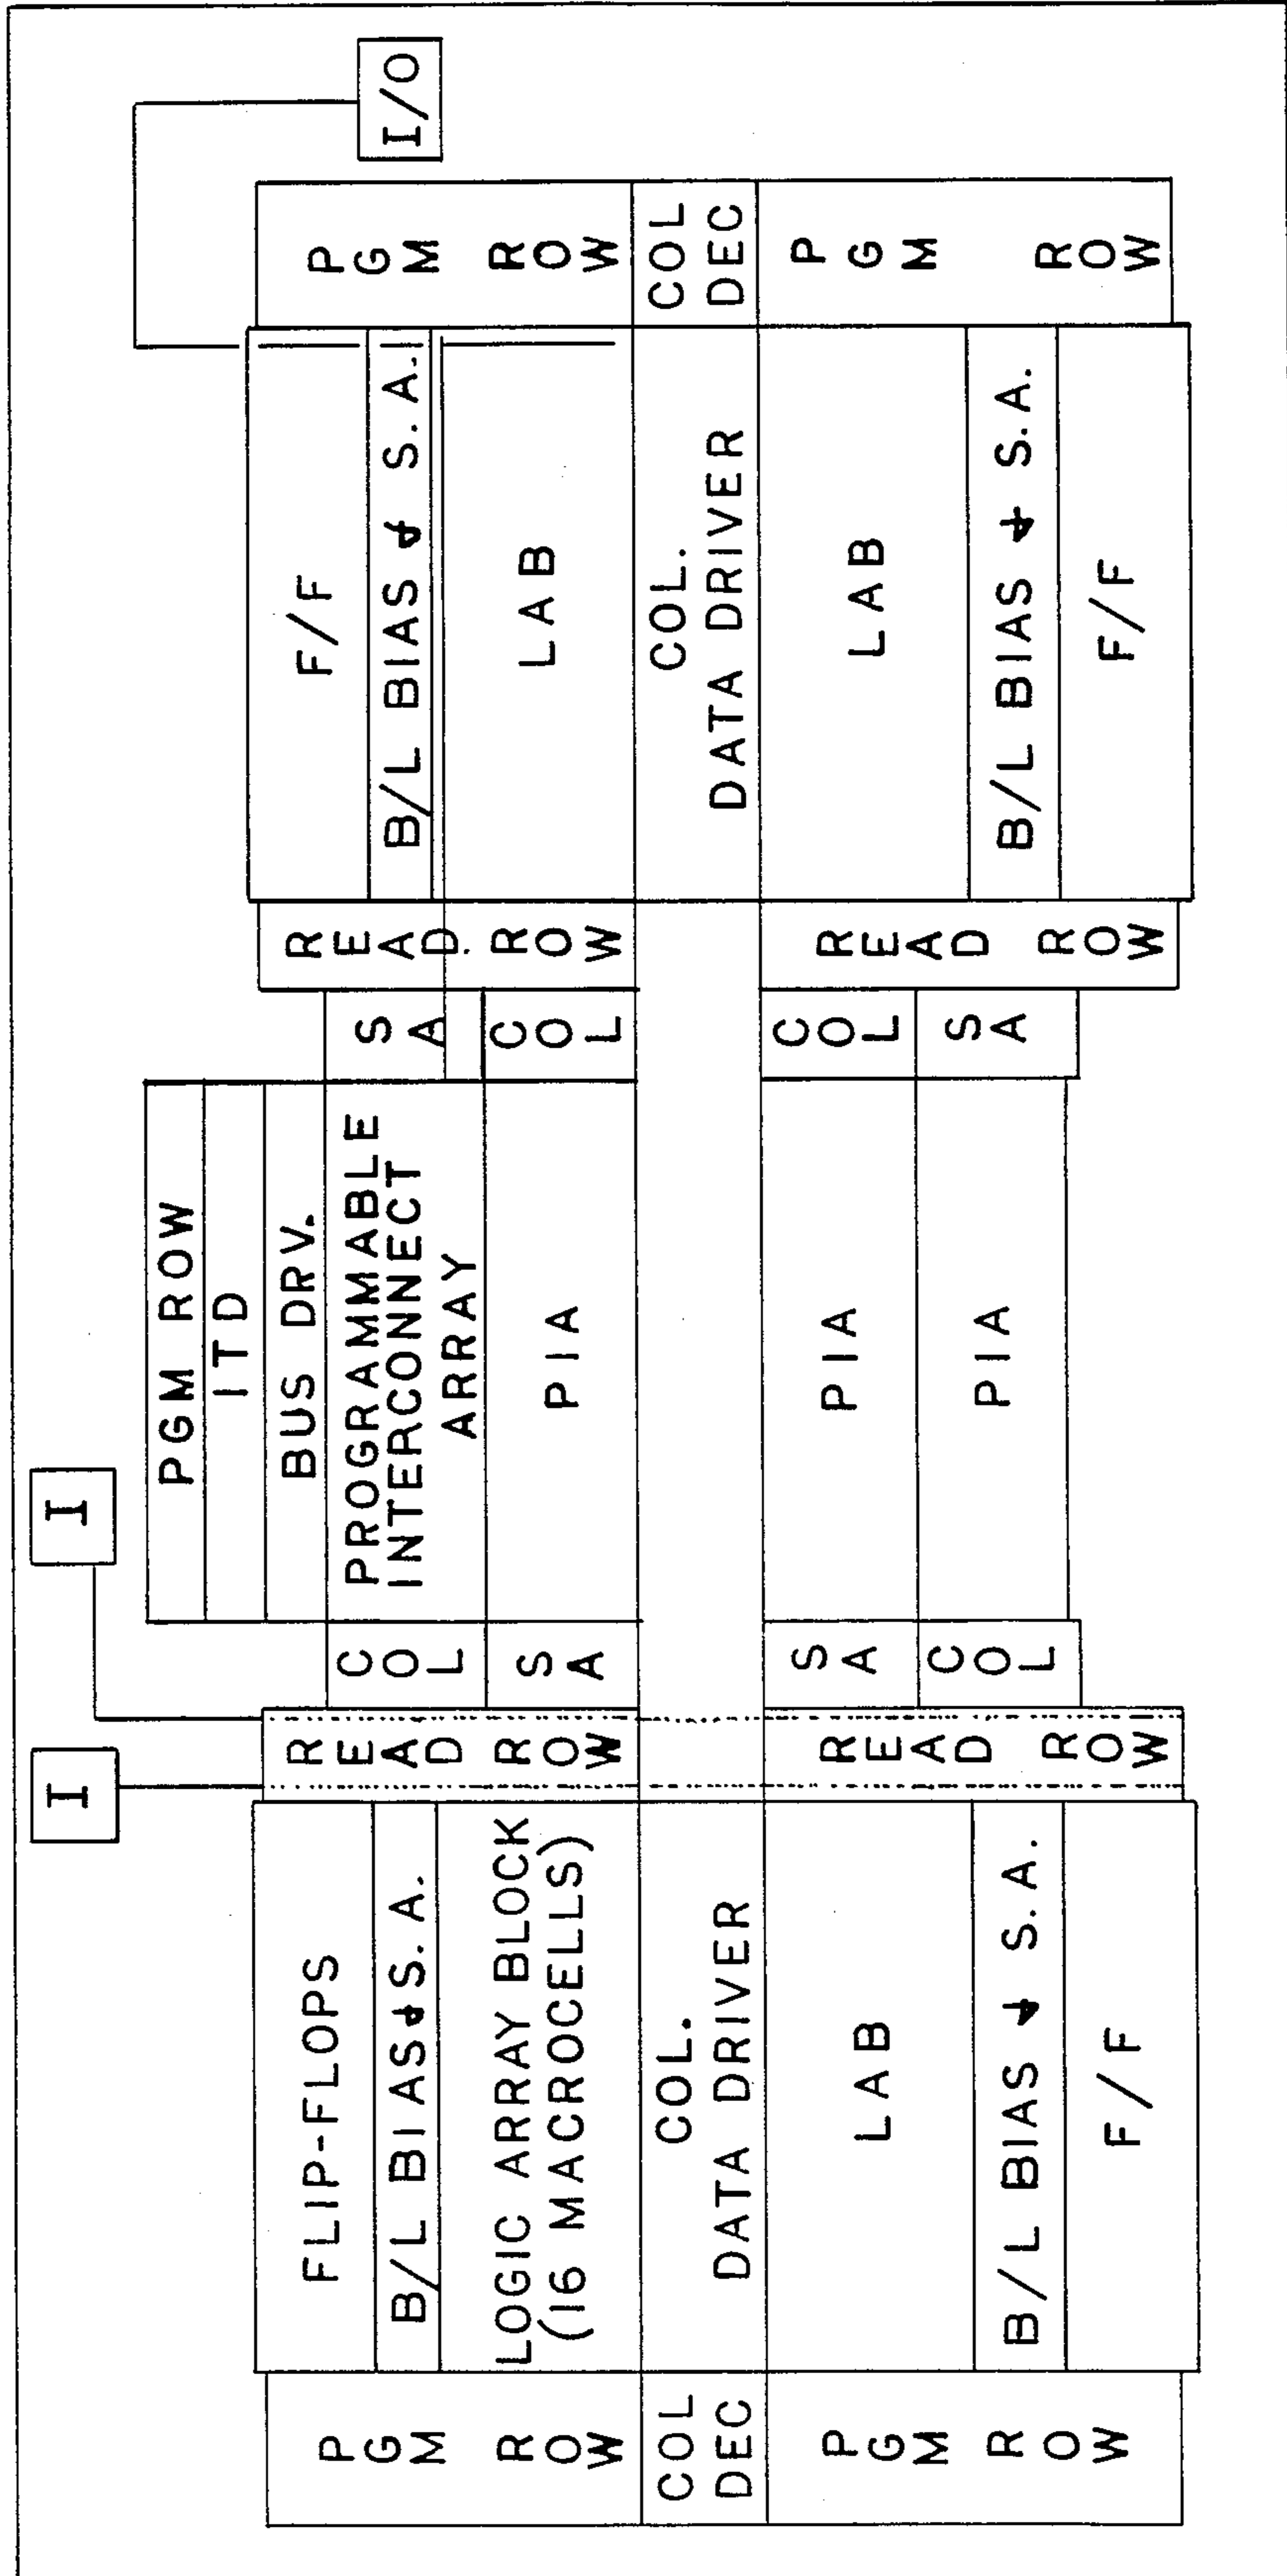 I
I
I/O
PGM ROW
COL
DEC
PGM ROW
FLIP-FLOPS
B/L BIAS & S.A.
LOGIC ARRAY BLOCK
(16 MACROCELLS)
COL.
DATA DRIVER
LAB
B/L BIAS & S.A.
F/F
READ ROW
READ ROW
COL
SA
SA
COL
PGM ROW
ITD
BUS DRV.
PROGRAMMABLE
INTERCONNECT
ARRAY
PIA
PIA
PIA
SA
COL
COL
SA
READ ROW
READ ROW
F/F
B/L BIAS & S.A.
LAB
COL.
DATA DRIVER
LAB
B/L BIAS & S.A.
F/F
PGM ROW
COL
DEC
PGM ROW